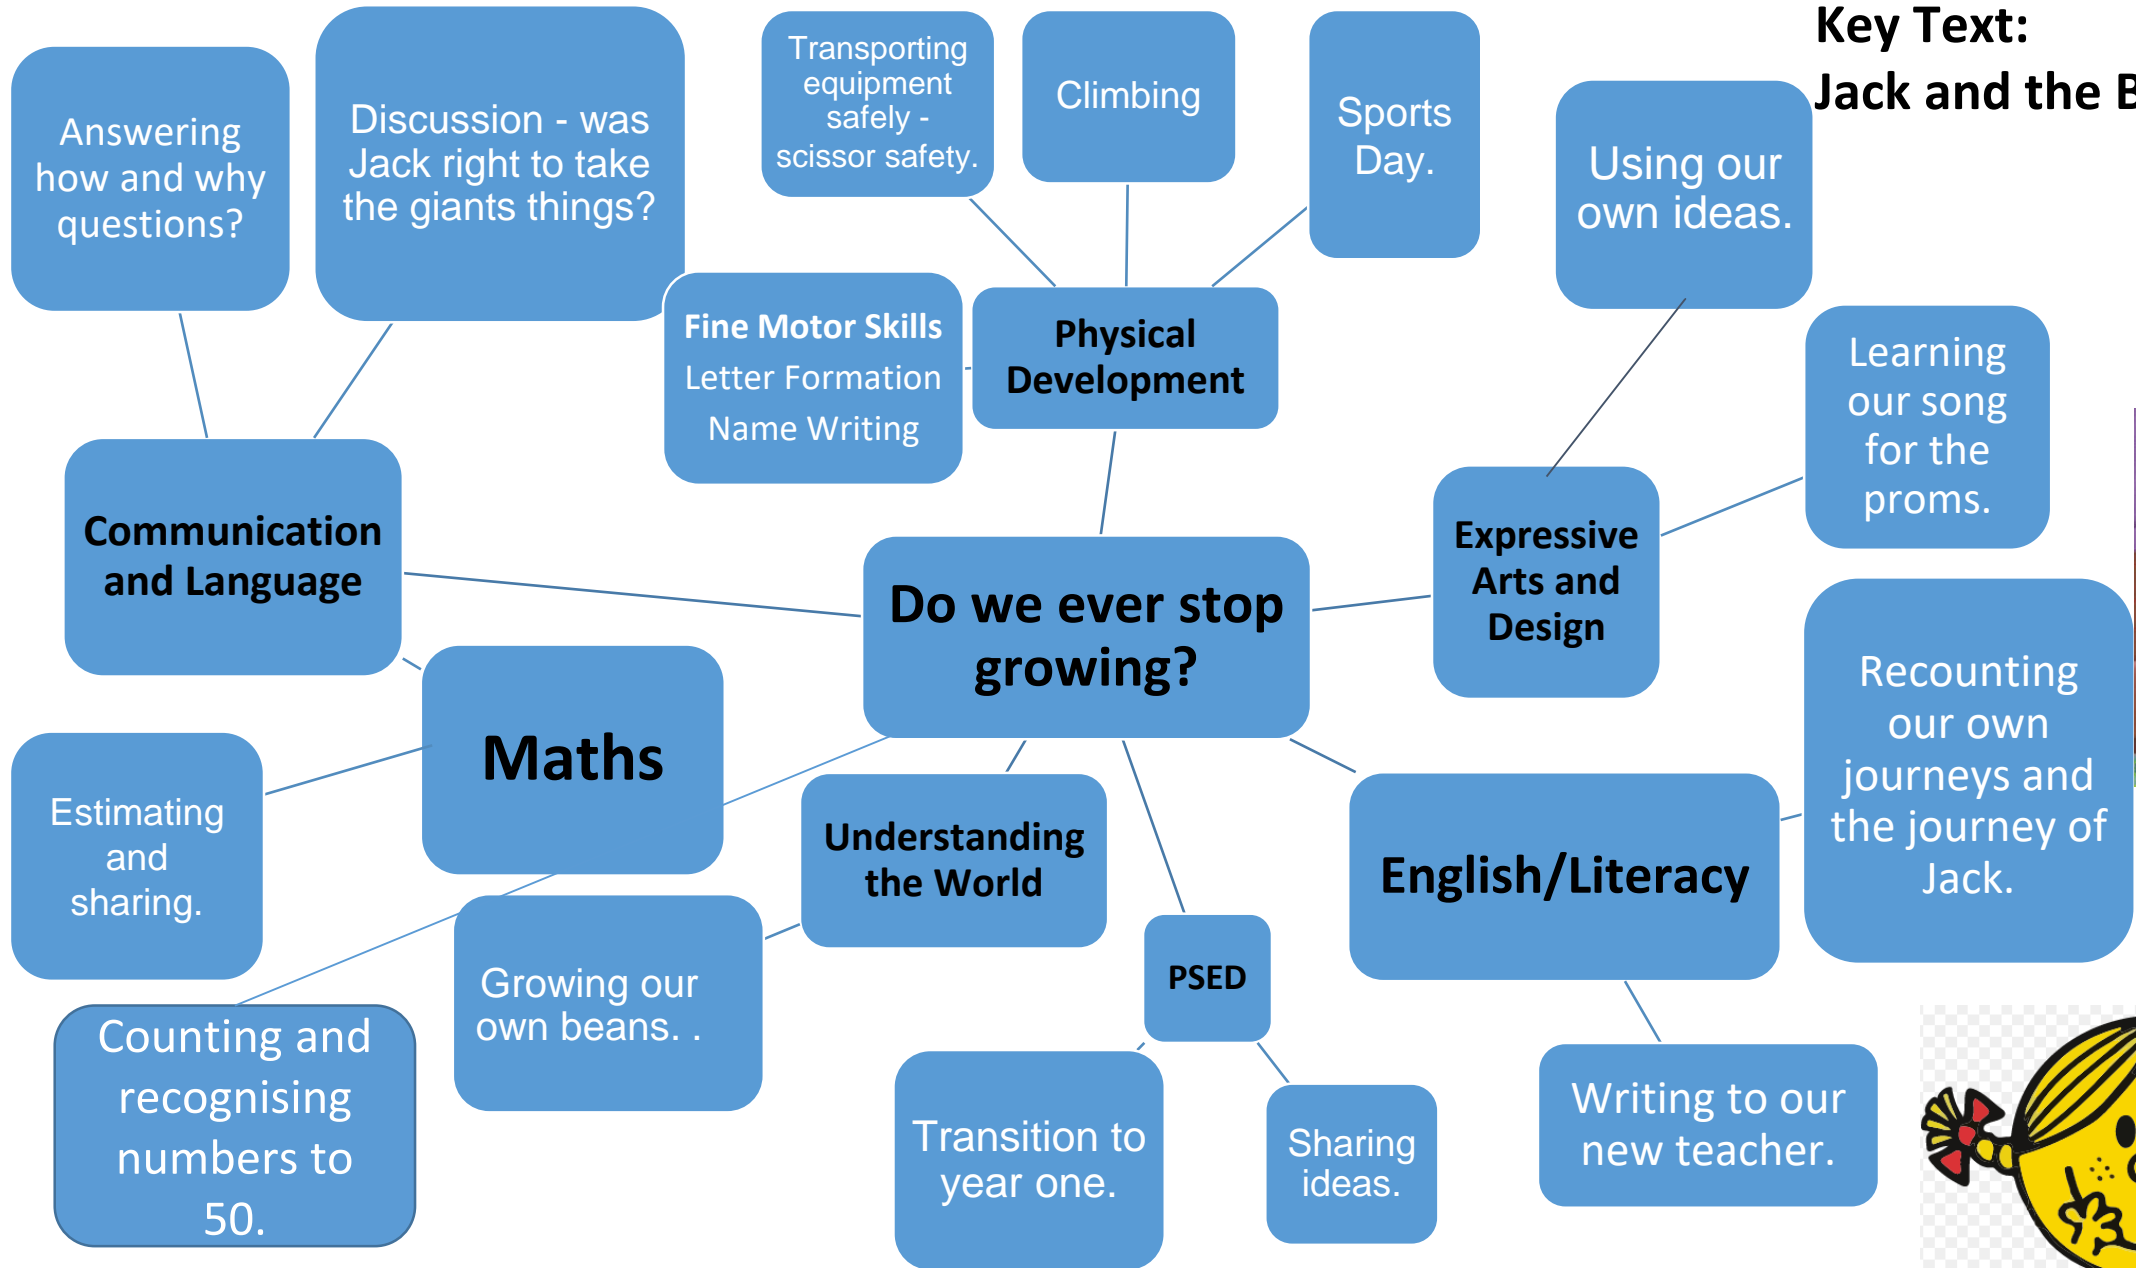 Key Text:
Jack and the B
Answering
how and why
questions?
Discussion - was
Jack right to take
the giants things?
Transporting
equipment
safely -
scissor safety.
Climbing
Sports
Day.
Using our
own ideas.
Fine Motor Skills
Letter Formation
Name Writing
Physical
Development
Learning
our song
for the
proms.
Communication
and Language
Expressive
Arts and
Design
Do we ever stop
growing?
Recounting
our own
journeys and
the journey of
Jack.
Maths
Estimating
and
sharing.
Understanding
the World
English/Literacy
Growing our
own beans. .
PSED
Counting and
recognising
numbers to
50.
Transition to
year one.
Sharing
ideas.
Writing to our
new teacher.